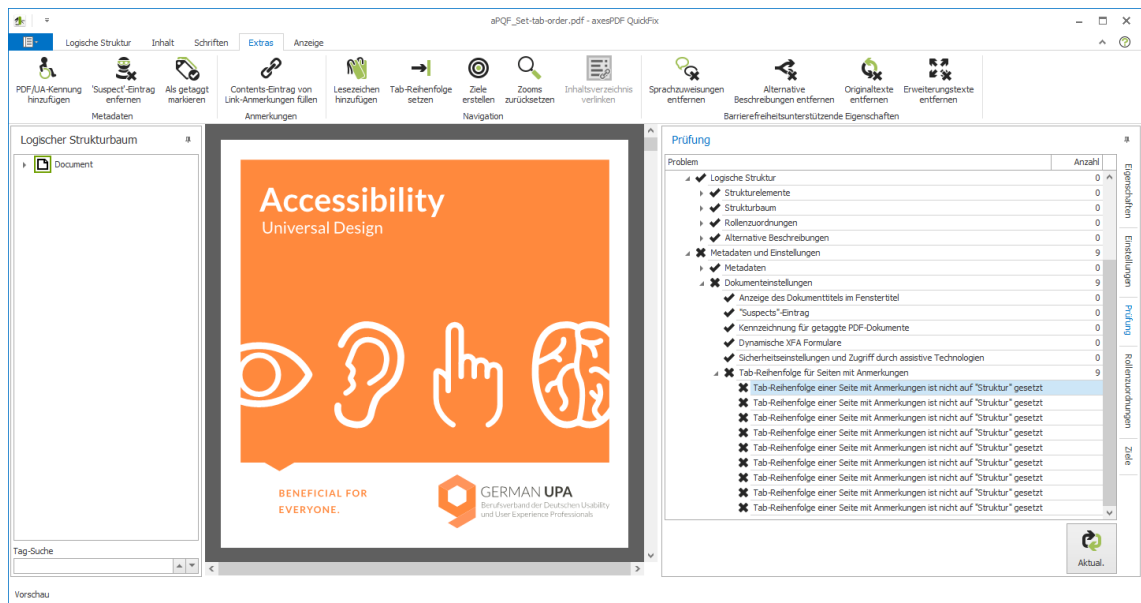 aPQF_Set-tab-order.pdf - axesPDF QuickFix
Logische Struktur Inhalt Schriften Extras Anzeige
PDF/UA-Kennung hinzufügen
'Suspect'-Eintrag enfernen
Als getaggt markieren
Contents-Eintrag von Link-Anmerkungen füllen
Lesezeichen hinzufügen
Tab-Reihenfolge setzen
Ziele erstellen
Zooms zurücksetzen
Inhaltsverzeichnis verlinken
Sprachzuweisungen entfernen
Alternative Beschreibungen entfernen
Originaltexte entfernen
Erweiterungstexte entfernen
Metadaten
Anmerkungen
Navigation
Barrierefreiheitsunterstützende Eigenschaften
Logischer Strukturbaum
Document
Tag-Suche
Vorschau
Accessibility
Universal Design
BENEFICIAL FOR
EVERYONE.
GERMAN UPA
Berufsverband der Deutschen Usability
und User Experience Professionals
Prüfung
Problem Anzahl
Logische Struktur 0
Strukturelemente 0
Strukturbaum 0
Rollenzuordnungen 0
Alternative Beschreibungen 0
Metadaten und Einstellungen 9
Metadaten 0
Dokumenteinstellungen 9
Anzeige des Dokumenttitels im Fenstertitel 0
"Suspects"-Eintrag 0
Kennzeichnung für getaggte PDF-Dokumente 0
Dynamische XFA Formulare 0
Sicherheitseinstellungen und Zugriff durch assistive Technologien 0
Tab-Reihenfolge für Seiten mit Anmerkungen 9
Tab-Reihenfolge einer Seite mit Anmerkungen ist nicht auf "Struktur" gesetzt
Tab-Reihenfolge einer Seite mit Anmerkungen ist nicht auf "Struktur" gesetzt
Tab-Reihenfolge einer Seite mit Anmerkungen ist nicht auf "Struktur" gesetzt
Tab-Reihenfolge einer Seite mit Anmerkungen ist nicht auf "Struktur" gesetzt
Tab-Reihenfolge einer Seite mit Anmerkungen ist nicht auf "Struktur" gesetzt
Tab-Reihenfolge einer Seite mit Anmerkungen ist nicht auf "Struktur" gesetzt
Tab-Reihenfolge einer Seite mit Anmerkungen ist nicht auf "Struktur" gesetzt
Tab-Reihenfolge einer Seite mit Anmerkungen ist nicht auf "Struktur" gesetzt
Tab-Reihenfolge einer Seite mit Anmerkungen ist nicht auf "Struktur" gesetzt
Aktual.
Eigenschaften
Einstellungen
Prüfung
Rollenzuordnungen
Ziele